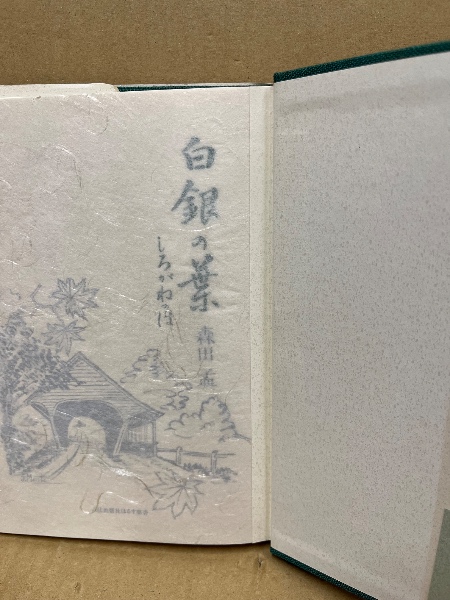 白銀の葉
しろがねのは
森田 孟